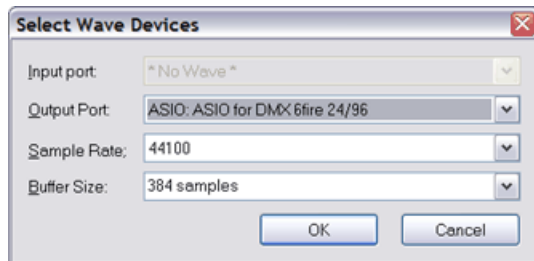 Select Wave Devices
Input port: * No Wave *
Output Port: ASIO: ASIO for DMX 6fire 24/96
Sample Rate: 44100
Buffer Size: 384 samples
OK Cancel